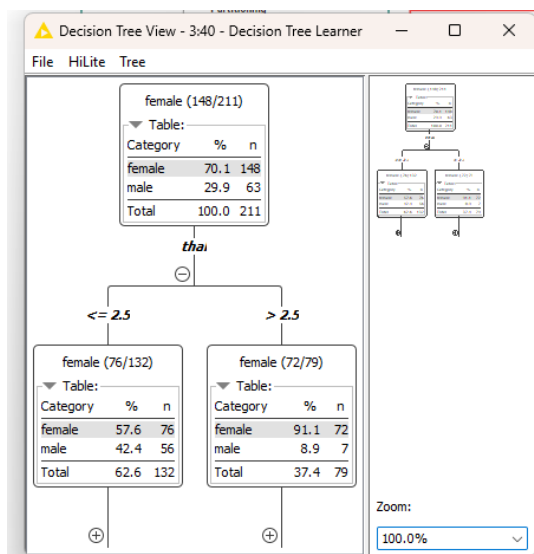 Partitioning
Decision Tree View - 3:40 - Decision Tree Learner
File HiLite Tree
female (148/211)
Table:
Category % n
female 70.1 148
male 29.9 63
Total 100.0 211
thal
<= 2.5
> 2.5
female (76/132)
Table:
Category % n
female 57.6 76
male 42.4 56
Total 62.6 132
female (72/79)
Table:
Category % n
female 91.1 72
male 8.9 7
Total 37.4 79
Zoom:
100.0%